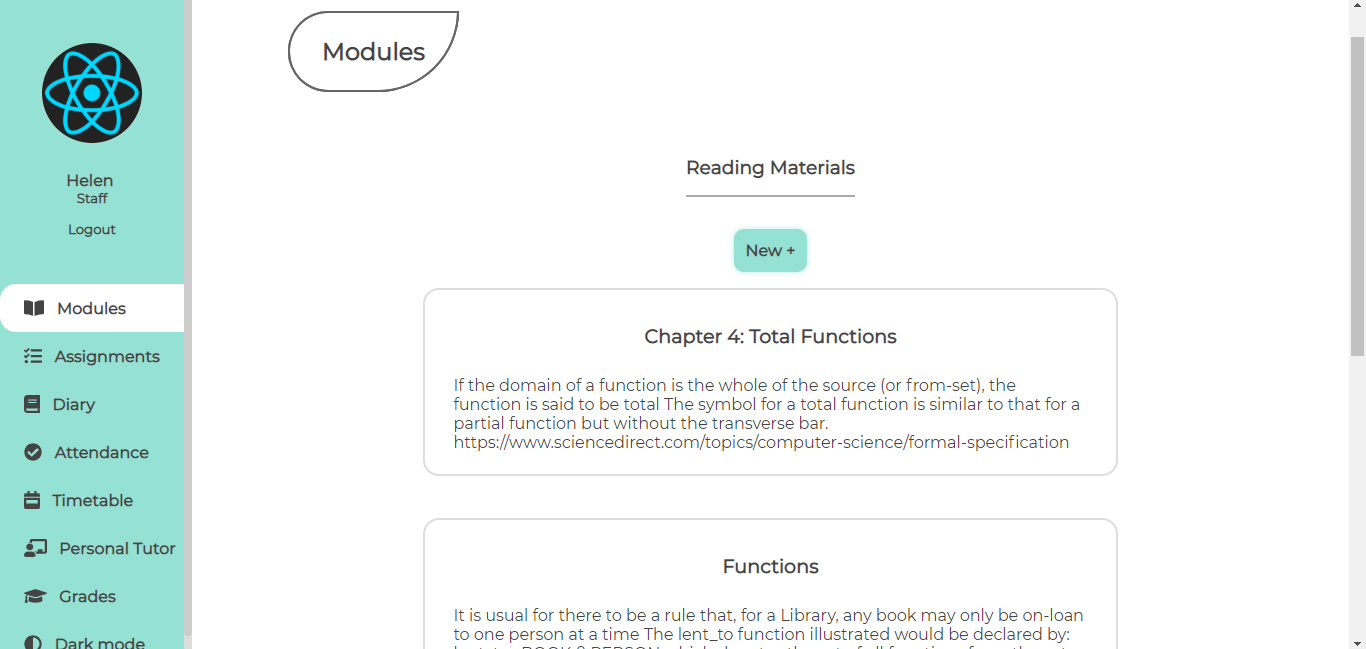 Modules
Helen
Staff
Logout
Modules
Assignments
Diary
Attendance
Timetable
Personal Tutor
Grades
Dark mode
Reading Materials
New +
Chapter 4: Total Functions
If the domain of a function is the whole of the source (or from-set), the
function is said to be total The symbol for a total function is similar to that for a
partial function but without the transverse bar.
https://www.sciencedirect.com/topics/computer-science/formal-specification
Functions
It is usual for there to be a rule that, for a Library, any book may only be on-loan
to one person at a time The lent_to function illustrated would be declared by: